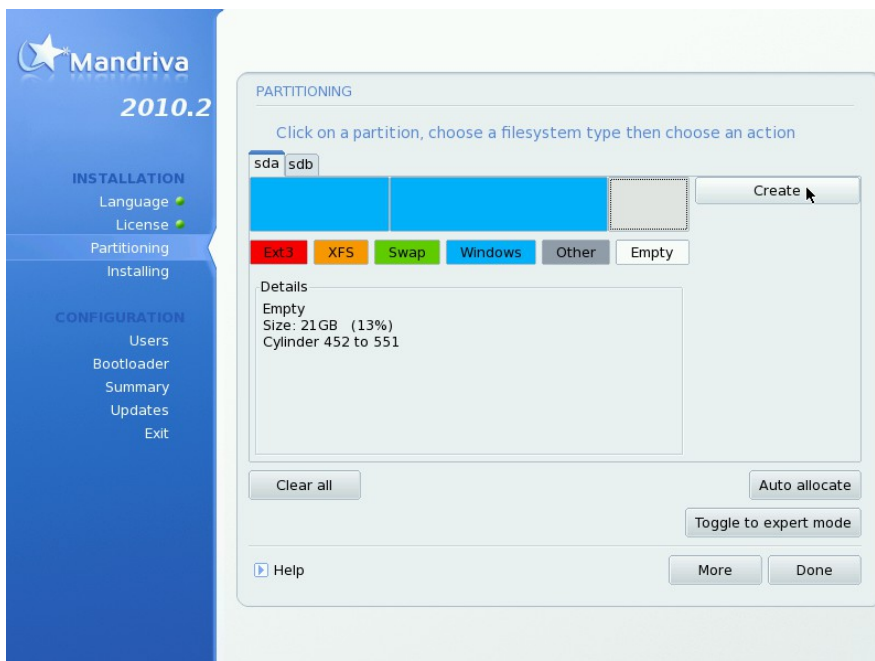 Mandriva
2010.2
INSTALLATION
Language
License
Partitioning
Installing
CONFIGURATION
Users
Bootloader
Summary
Updates
Exit
PARTITIONING
Click on a partition, choose a filesystem type then choose an action
sda sdb
Create
Ext3 XFS Swap Windows Other Empty
Details
Empty
Size: 21GB (13%)
Cylinder 452 to 551
Clear all Auto allocate
Toggle to expert mode
Help More Done